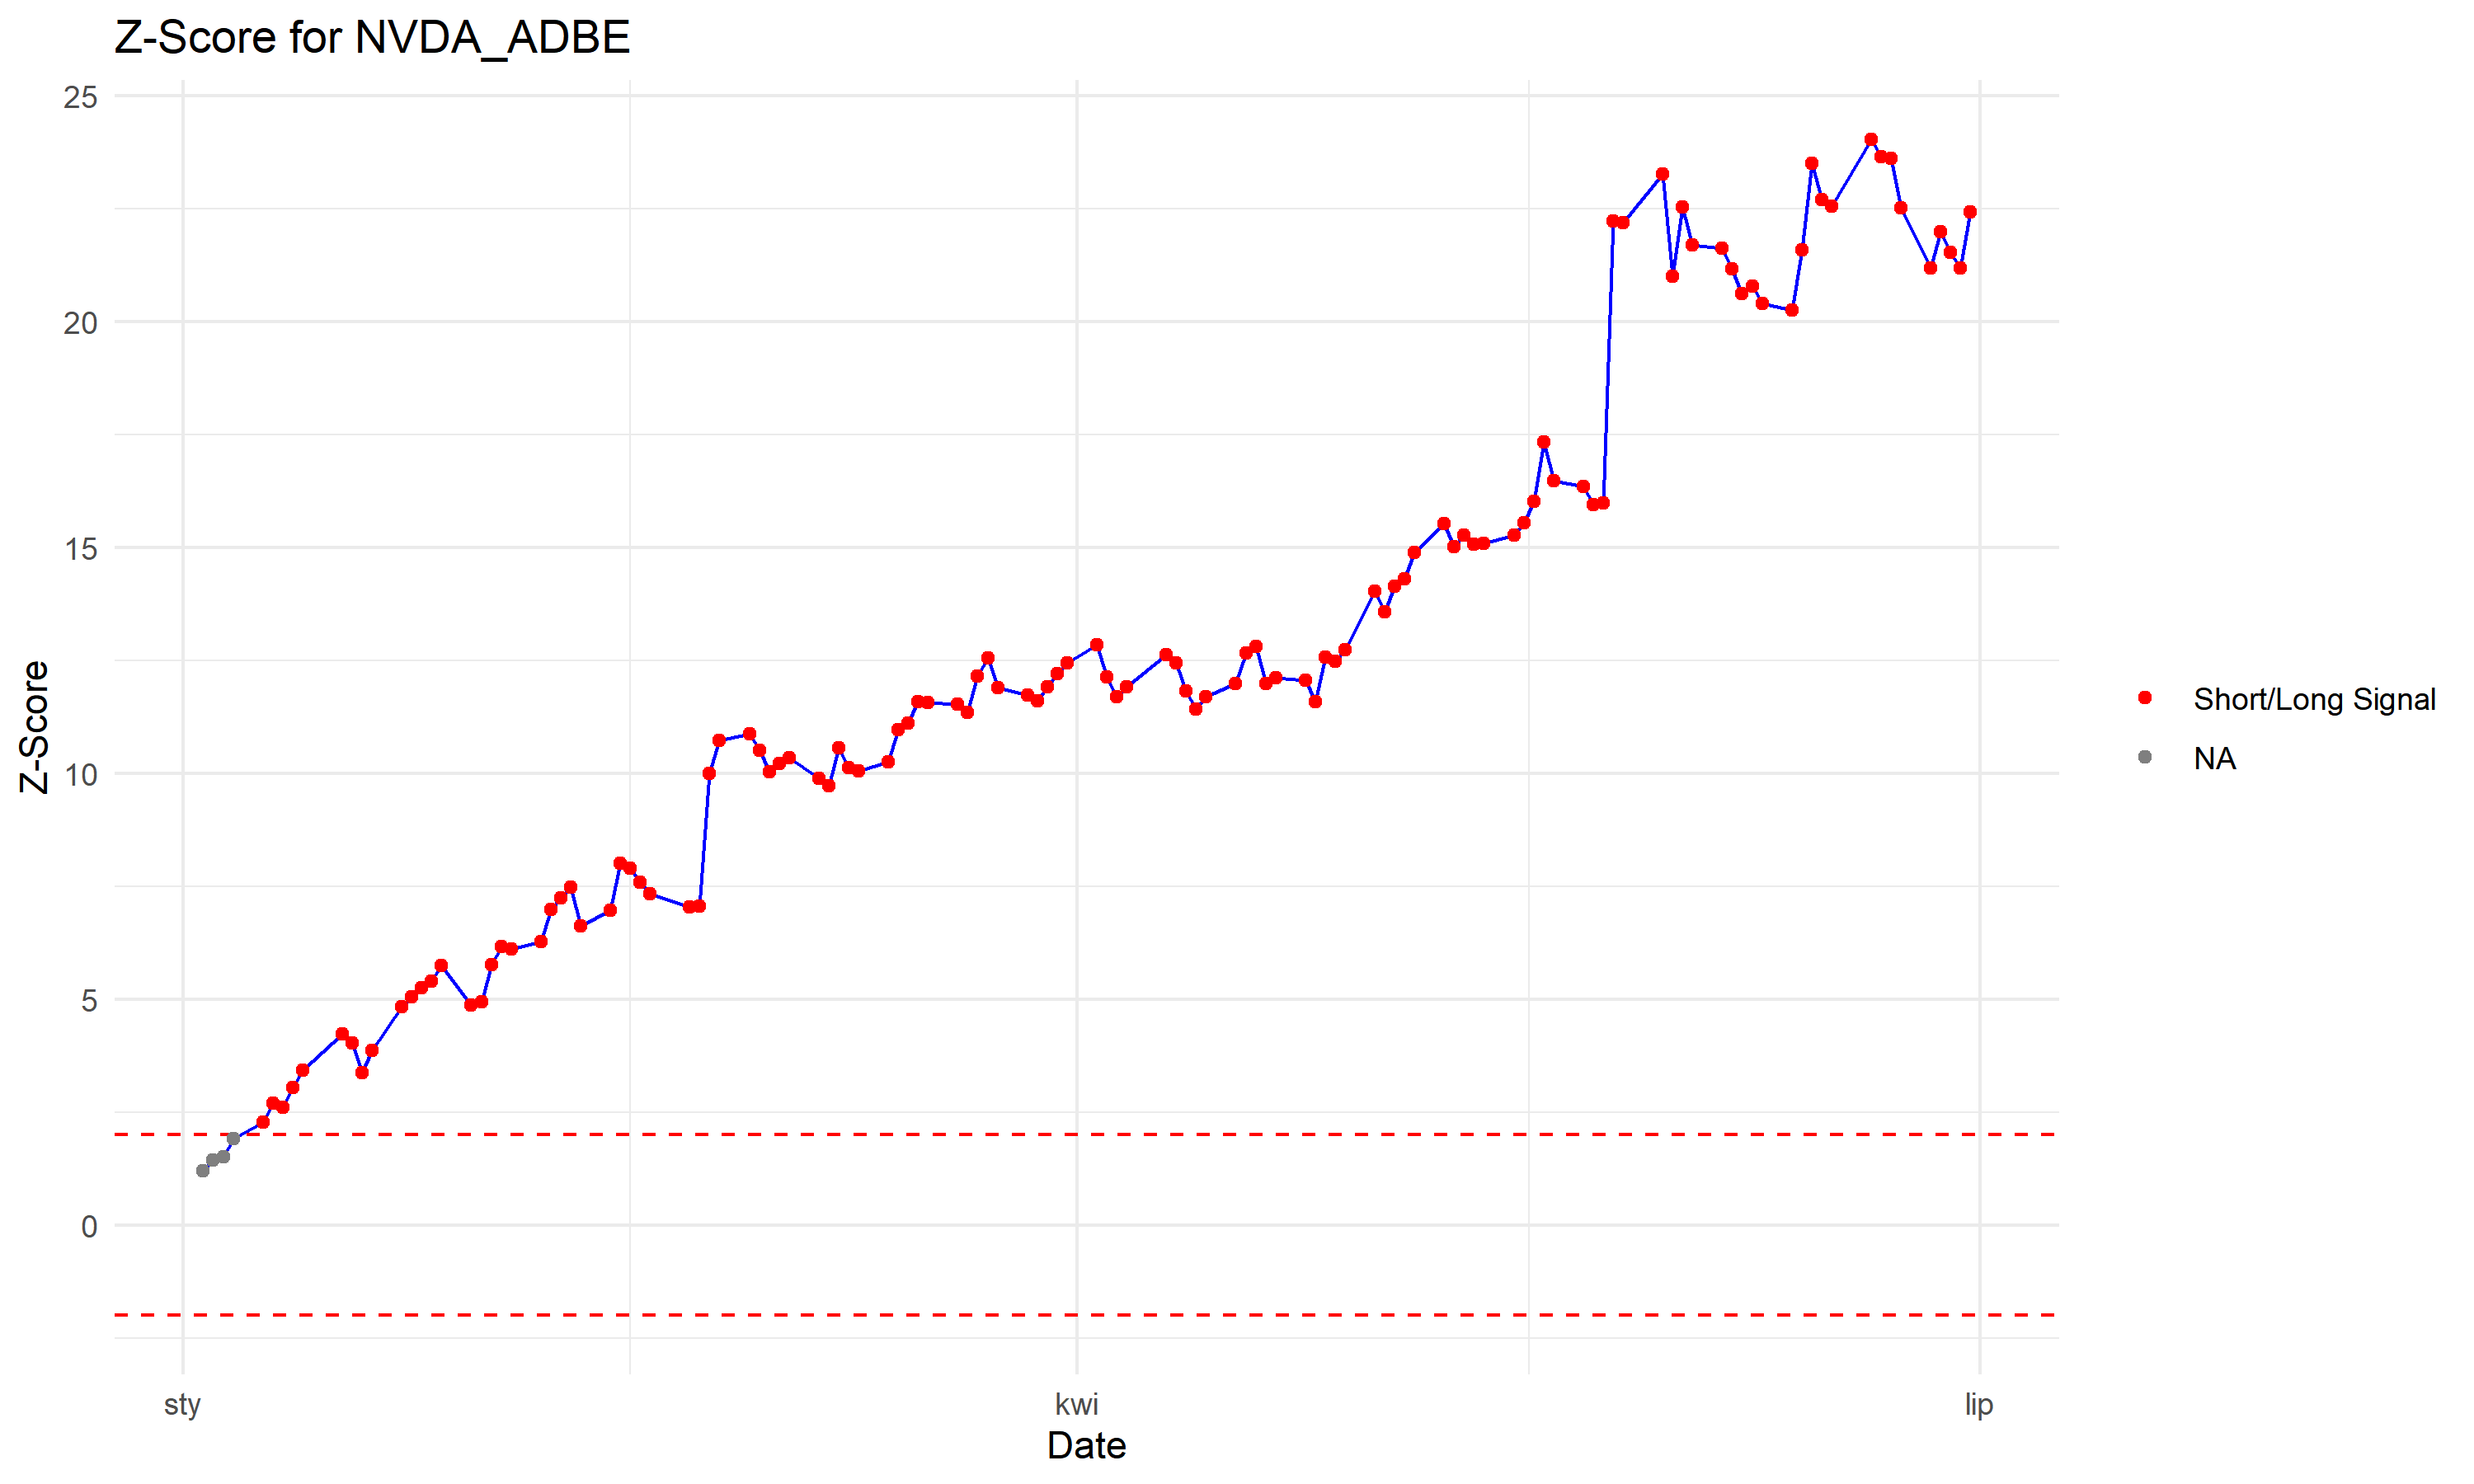 Z-Score for NVDA_ADBE
25
20
15
10
5
0
Z-Score
sty
kwi
lip
Date
Short/Long Signal
NA